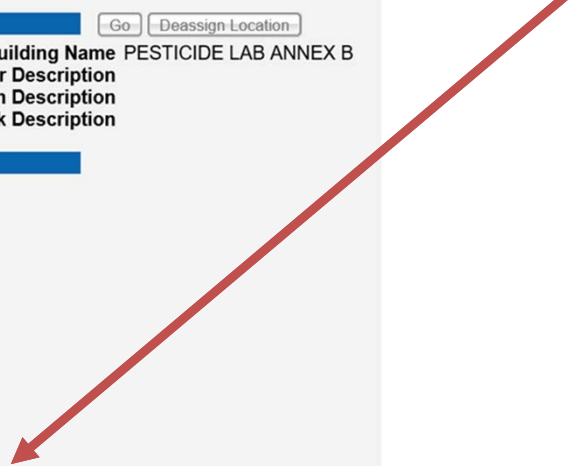 Go Deassign Location
uilding Name PESTICIDE LAB ANNEX B
r Description
n Description
k Description